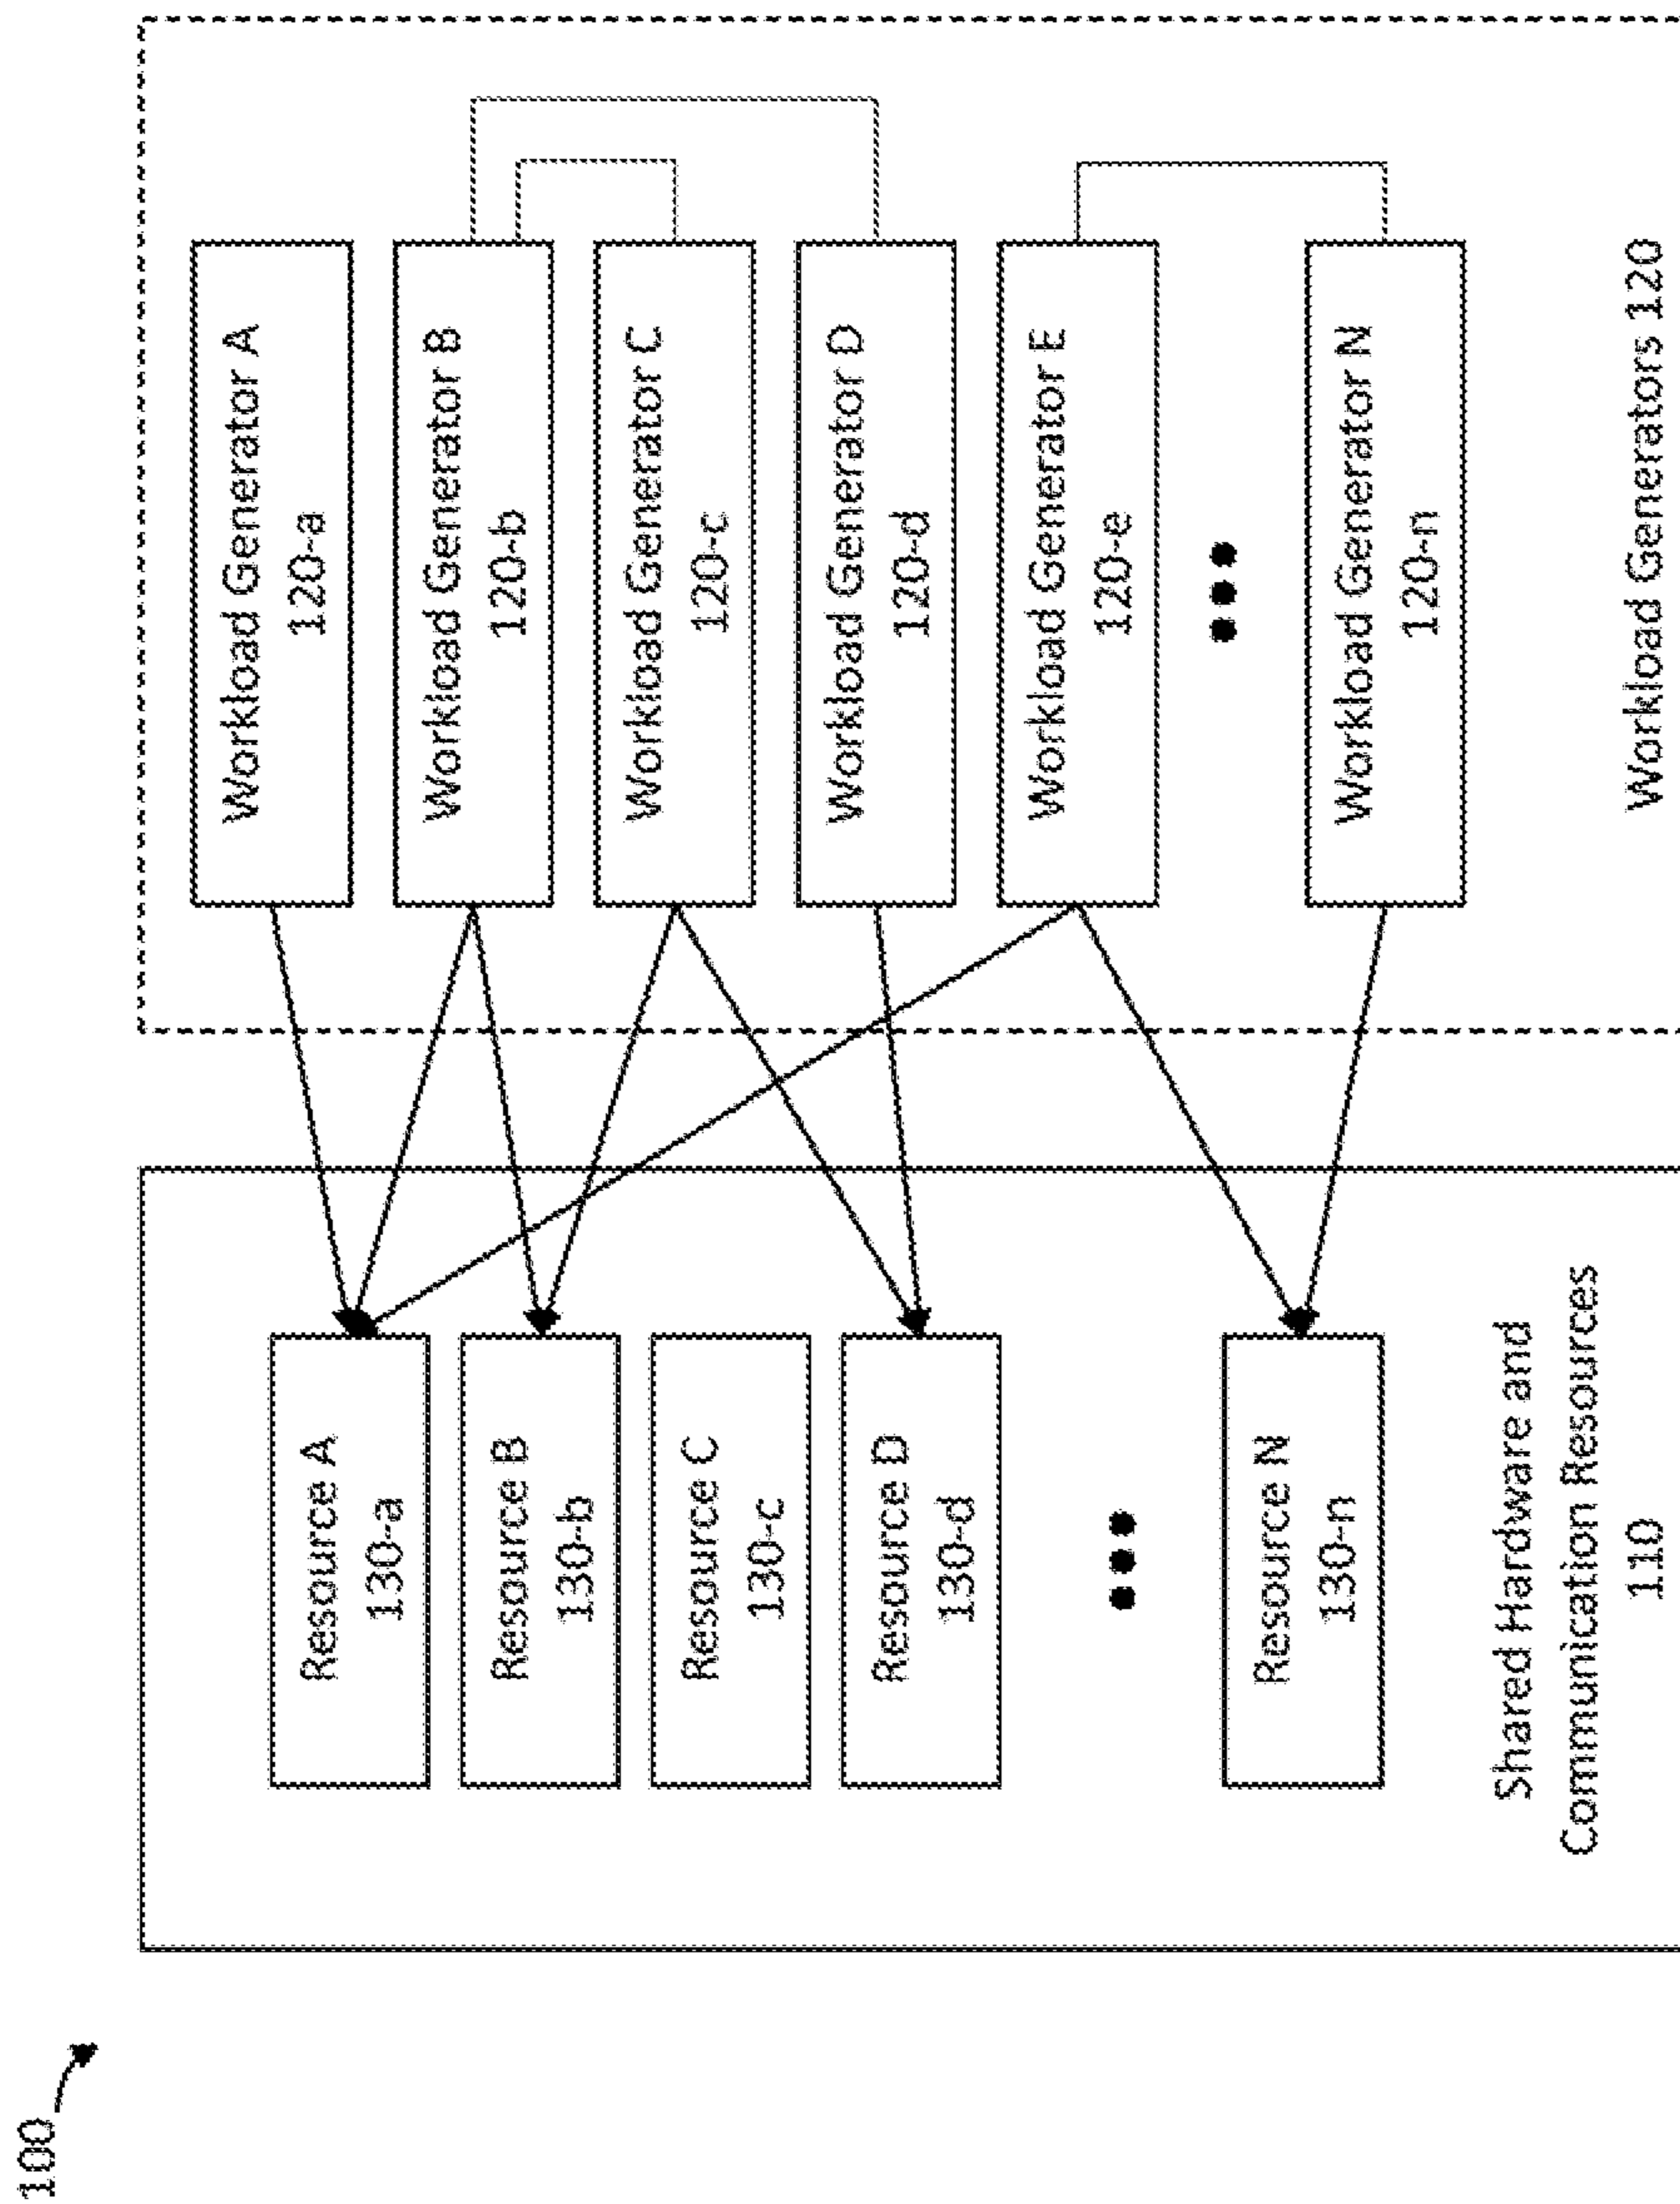 100
Resource A
130-a
Resource B
130-b
Resource C
130-c
Resource D
130-d
Resource N
130-n
Shared Hardware and
Communication Resources
110
Workload Generator A
120-a
Workload Generator B
120-b
Workload Generator C
120-c
Workload Generator D
120-d
Workload Generator E
120-e
Workload Generator N
120-n
Workload Generators 120